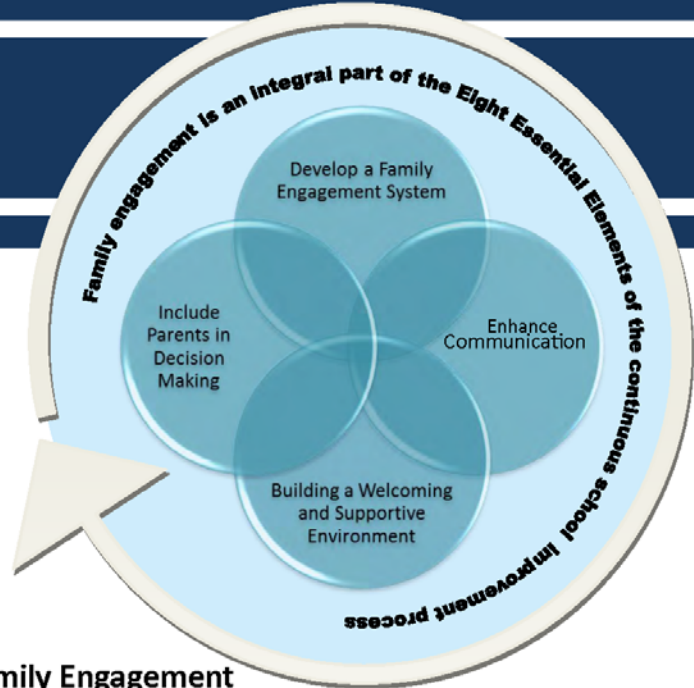 Family engagement is an integral part of the Eight Essential Elements of the continuous school improvement process
Develop a Family
Engagement System
Include
Parents in
Decision
Making
Enhance
Communication
Building a Welcoming
and Supportive
Environment
Engagement